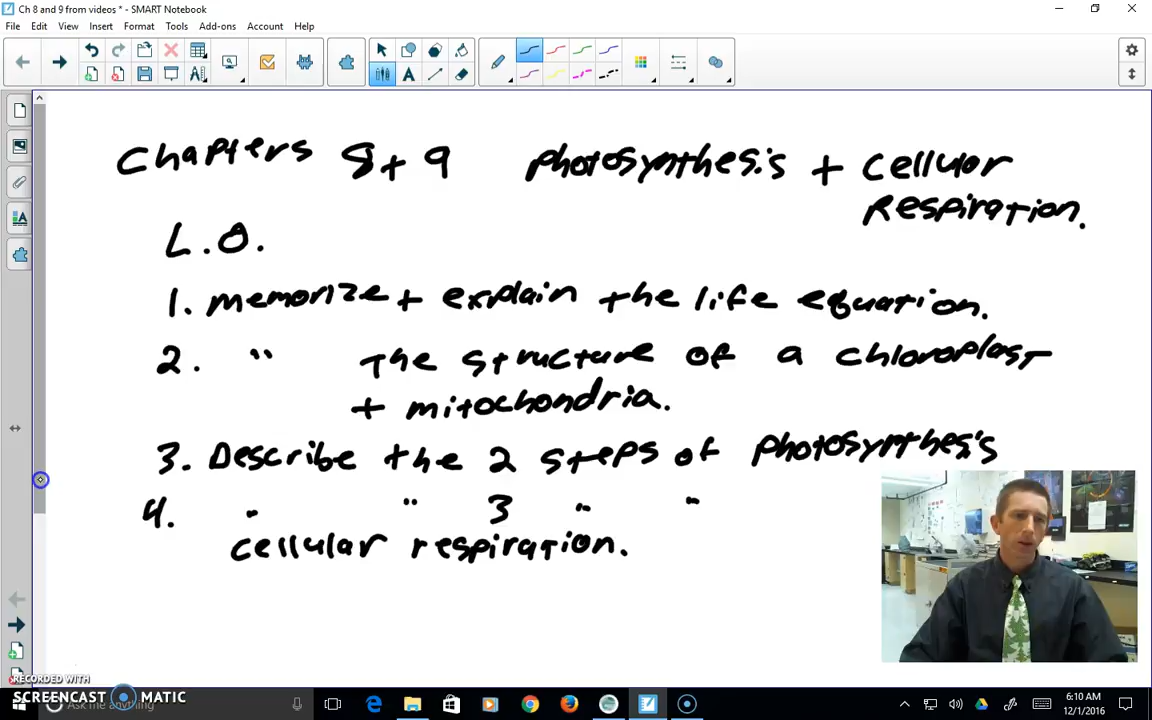 Ch 8 and 9 from videos * - SMART Notebook
File Edit View Insert Format Tools Add-ons Account Help
Chapters 8 + 9 photosynthesis + cellular
Respiration.
L.O.
1. memorize + explain the life equation.
2. " The structure of a chloroplast
+ mitochondria.
3. Describe the 2 steps of photosynthesis
4. " " 3 " "
cellular respiration.
RECORDED WITH
SCREENCAST MATIC
Ask me anything
6:10 AM
12/1/2016